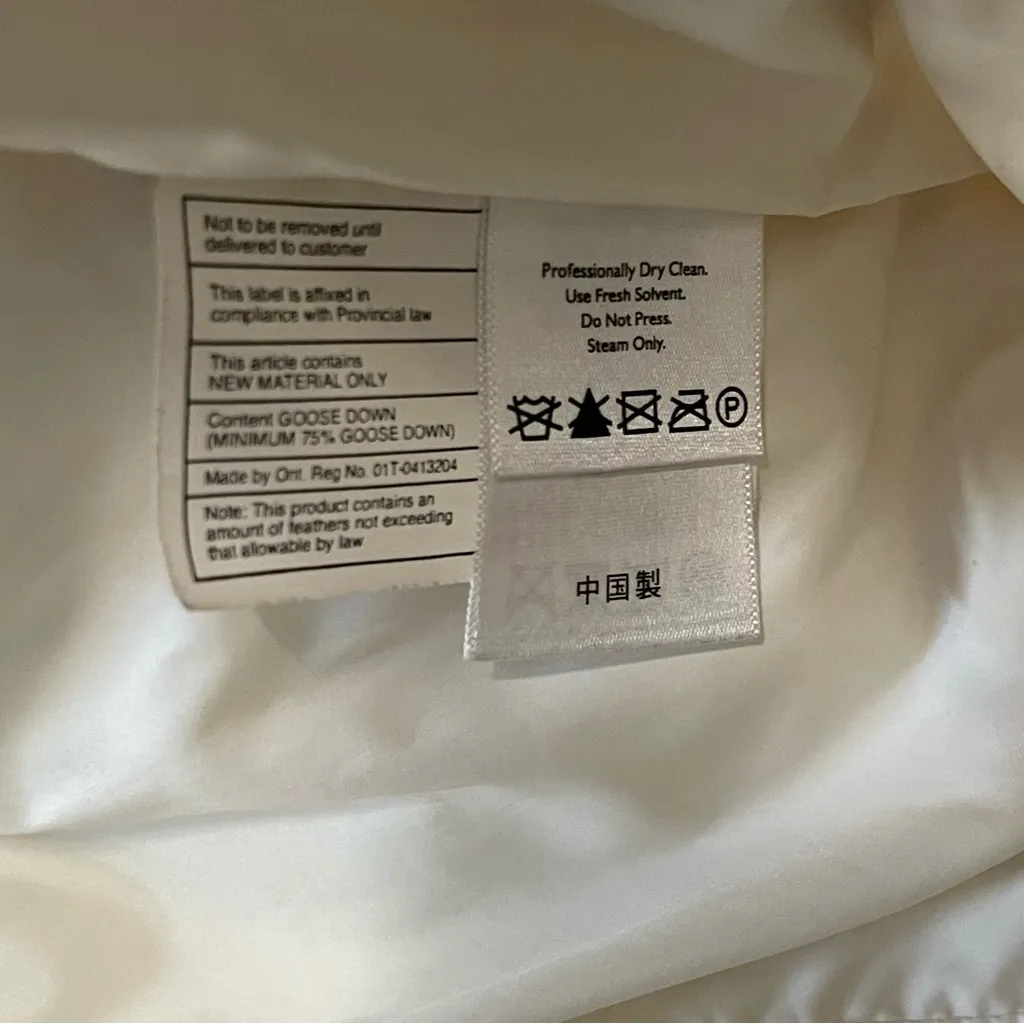 Not to be removed until
delivered to customer
This label is affixed in
compliance with Provincial law
This article contains
NEW MATERIAL ONLY
Content GOOSE DOWN
(MINIMUM 75% GOOSE DOWN)
Made by Ont. Reg No. 01T-0413204
Note: This product contains an
amount of feathers not exceeding
that allowable by law
Professionally Dry Clean.
Use Fresh Solvent.
Do Not Press.
Steam Only.
P
中国製